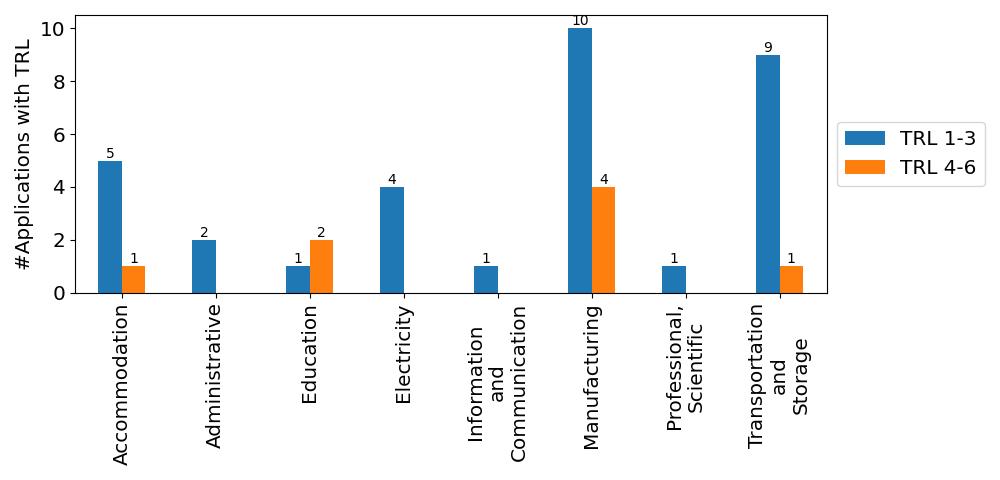 #Applications with TRL
10
8
6
4
2
0
5
1
2
1
2
4
1
10
4
1
9
1
Accommodation
Administrative
Education
Electricity
Information
and
Communication
Manufacturing
Professional,
Scientific
Transportation
and
Storage
TRL 1-3
TRL 4-6